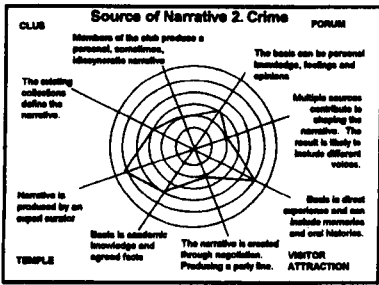 Source of Narrative 2. Crime
CLUB
FORUM
Members of the club produce a
personal, sometimes,
idiosyncratic narrative
The basis can be personal
knowledge, feelings and
opinions
The existing
collections
define the
narrative.
Multiple sources
contribute to
shaping the
narrative. The
result is likely to
include different
voices.
Narrative is
produced by an
expert curator
Basis is direct
experience and can
include memories
and oral histories.
Basis is academic
knowledge and
agreed facts
The narrative is created
through negotiation.
Producing a party line.
TEMPLE
VISITOR
ATTRACTION